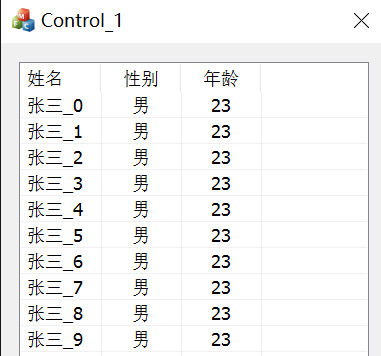 Control_1
姓名 性别 年龄
张三_0 男 23
张三_1 男 23
张三_2 男 23
张三_3 男 23
张三_4 男 23
张三_5 男 23
张三_6 男 23
张三_7 男 23
张三_8 男 23
张三_9 男 23